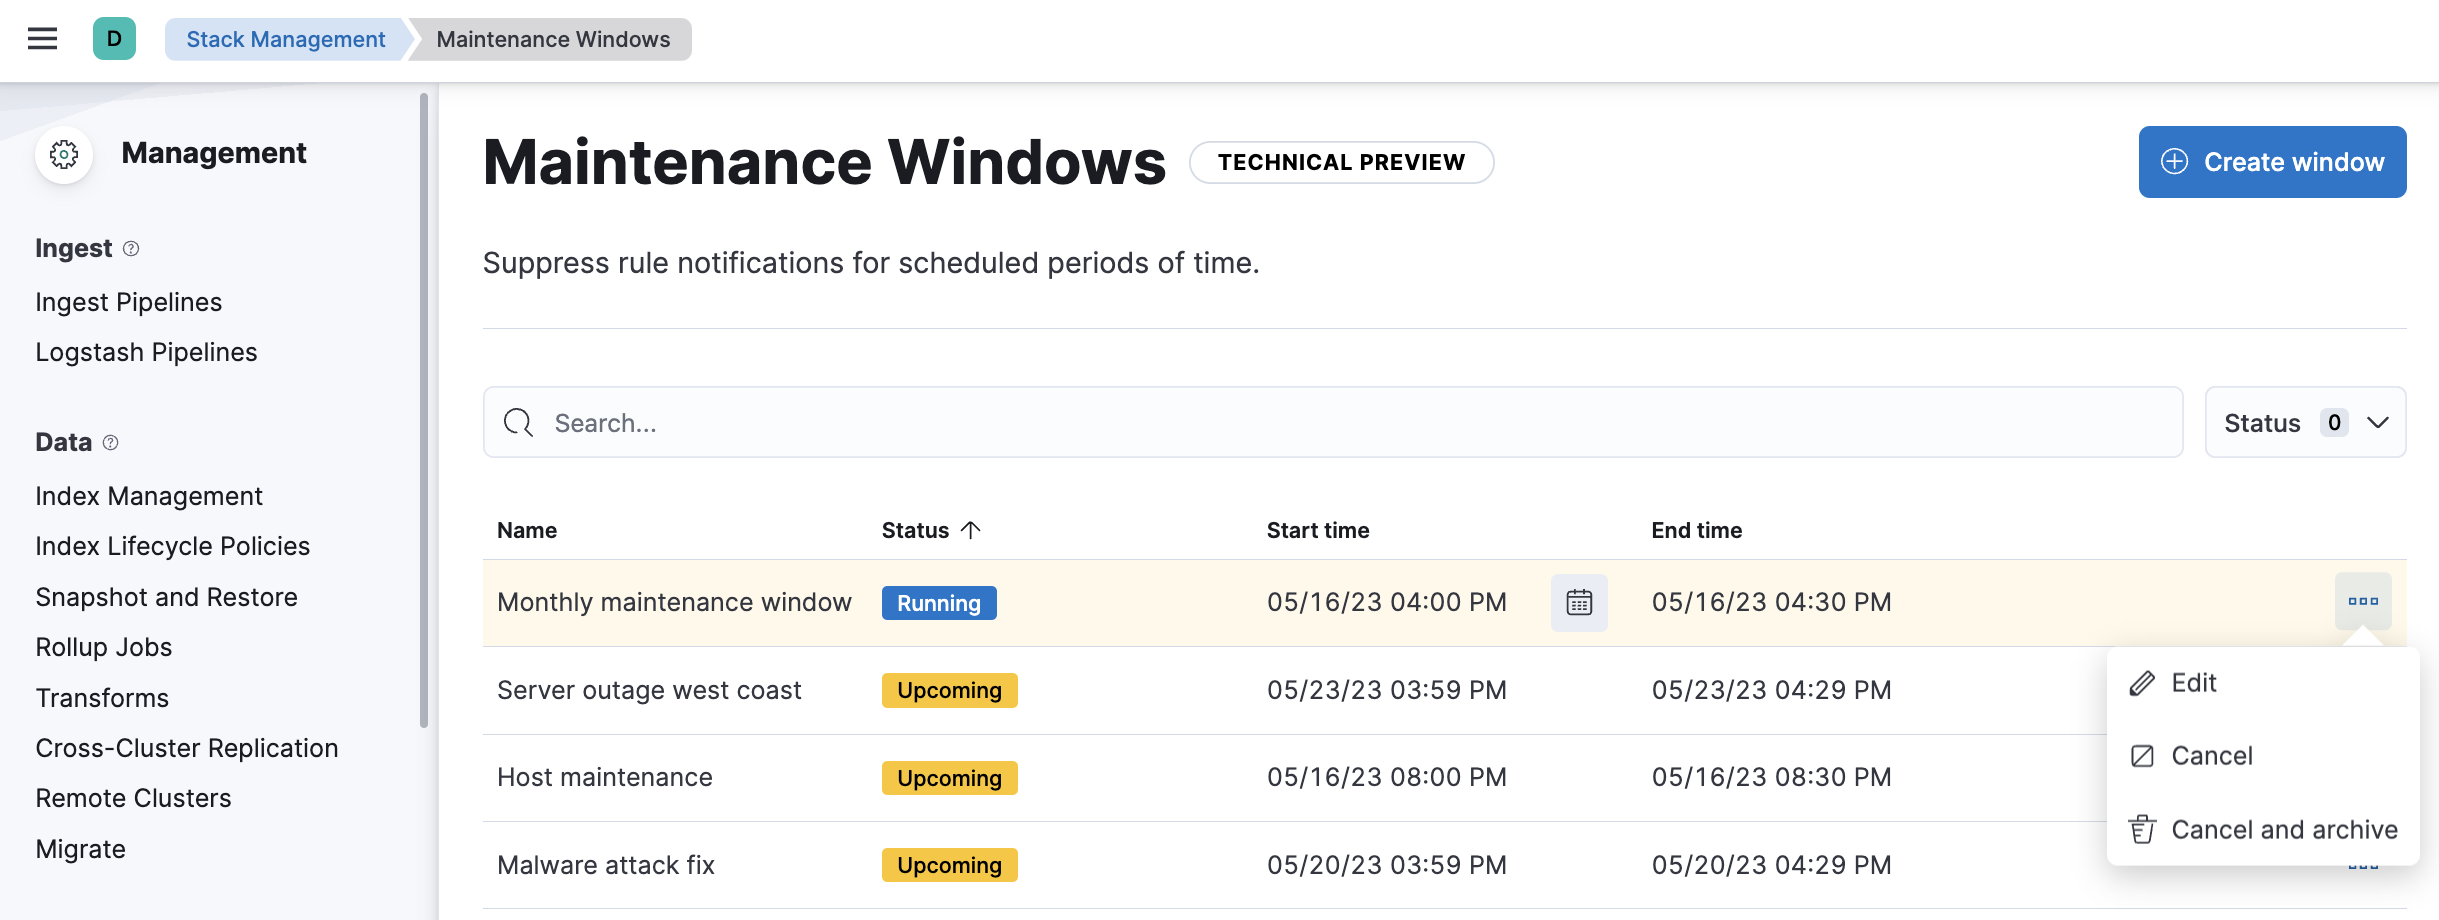 D
Stack Management
Maintenance Windows
Management
Ingest
Ingest Pipelines
Logstash Pipelines
Data
Index Management
Index Lifecycle Policies
Snapshot and Restore
Rollup Jobs
Transforms
Cross-Cluster Replication
Remote Clusters
Migrate
Maintenance Windows TECHNICAL PREVIEW
Create window
Suppress rule notifications for scheduled periods of time.
Search...
Status 0
Name Status Start time End time
Monthly maintenance window Running 05/16/23 04:00 PM 05/16/23 04:30 PM
Server outage west coast Upcoming 05/23/23 03:59 PM 05/23/23 04:29 PM
Host maintenance Upcoming 05/16/23 08:00 PM 05/16/23 08:30 PM
Malware attack fix Upcoming 05/20/23 03:59 PM 05/20/23 04:29 PM
Edit
Cancel
Cancel and archive